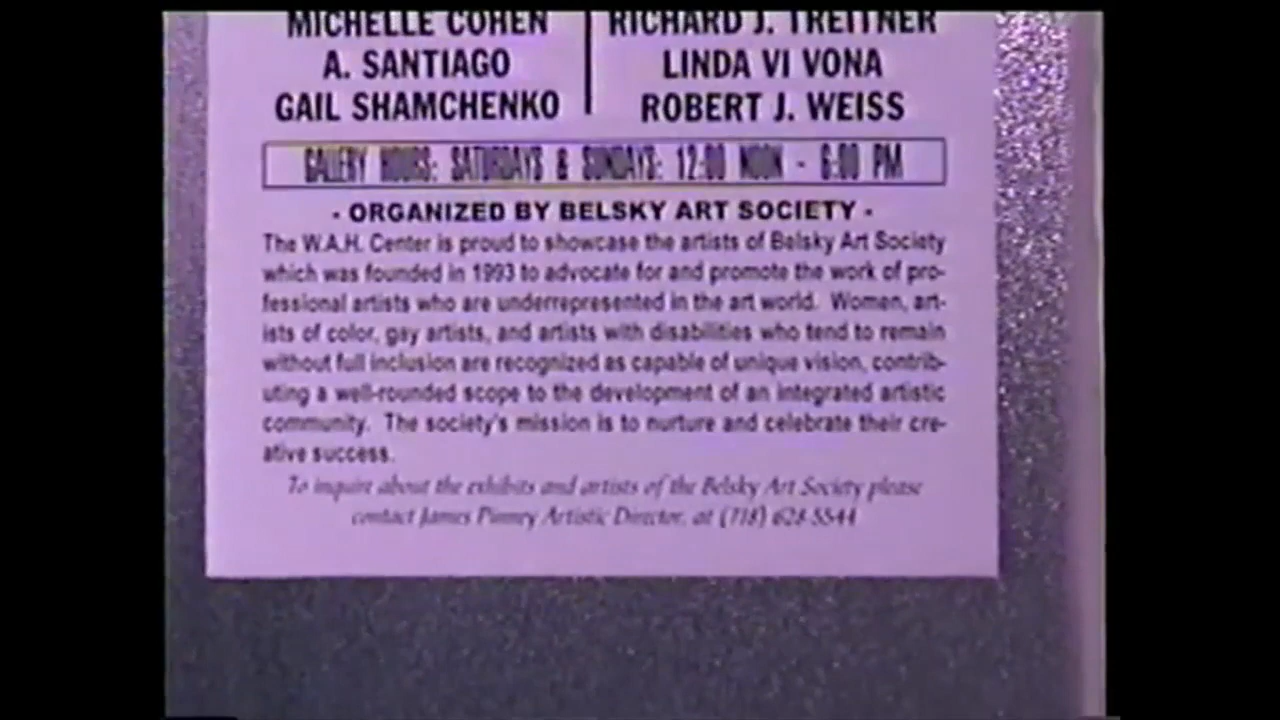 MICHELLE COHEN
A. SANTIAGO
GAIL SHAMCHENKO
RICHARD J. TREITNER
LINDA VI VONA
ROBERT J. WEISS
GALLERY HOURS: SATURDAYS & SUNDAYS: 12:00 NOON - 6:00 PM
- ORGANIZED BY BELSKY ART SOCIETY -
The W.A.H. Center is proud to showcase the artists of Belsky Art Society
which was founded in 1993 to advocate for and promote the work of pro-
fessional artists who are underrepresented in the art world. Women, art-
ists of color, gay artists, and artists with disabilities who tend to remain
without full inclusion are recognized as capable of unique vision, contrib-
uting a well-rounded scope to the development of an integrated artistic
community. The society's mission is to nurture and celebrate their cre-
ative success.
To inquire about the exhibits and artists of the Belsky Art Society please
contact James Pinney Artistic Director, at (718) 628-5544